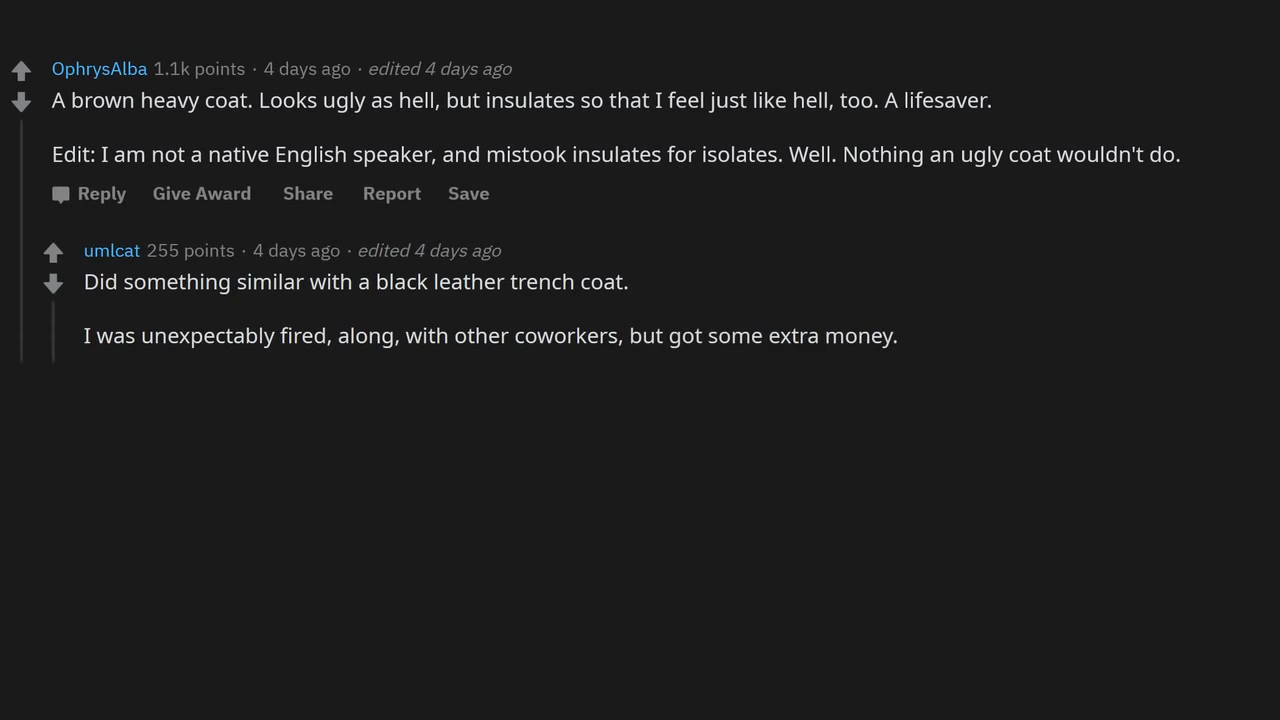 OphrysAlba 1.1k points · 4 days ago · edited 4 days ago
A brown heavy coat. Looks ugly as hell, but insulates so that I feel just like hell, too. A lifesaver.
Edit: I am not a native English speaker, and mistook insulates for isolates. Well. Nothing an ugly coat wouldn't do.
Reply Give Award Share Report Save
umlcat 255 points · 4 days ago · edited 4 days ago
Did something similar with a black leather trench coat.
I was unexpectably fired, along, with other coworkers, but got some extra money.